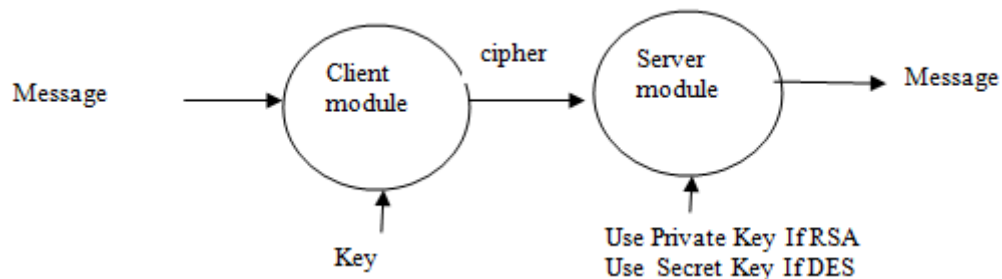 Message
Client
module
cipher
Server
module
Message
Key
Use Private Key If RSA
Use Secret Key If DES